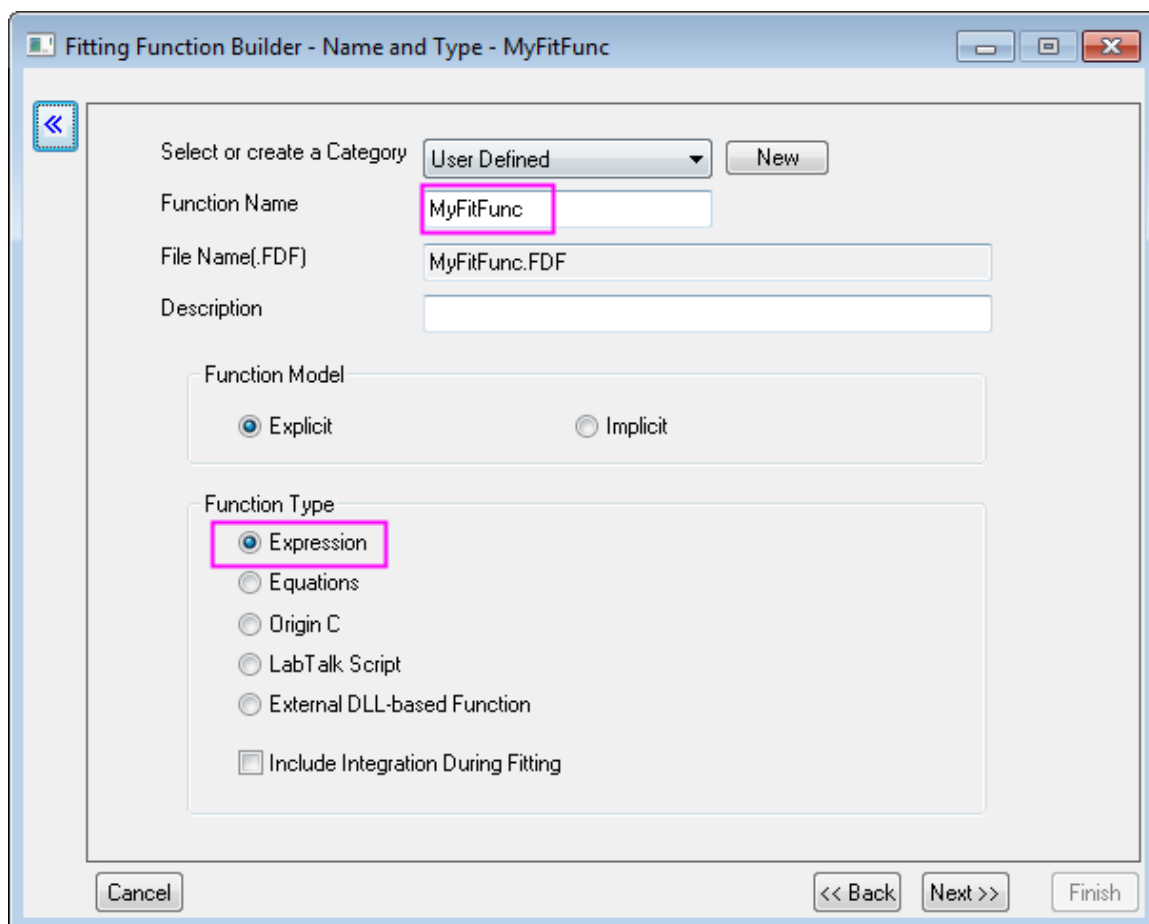 Fitting Function Builder - Name and Type - MyFitFunc
Select or create a Category User Defined New
Function Name MyFitFunc
File Name(.FDF) MyFitFunc.FDF
Description
Function Model
Explicit Implicit
Function Type
Expression
Equations
Origin C
LabTalk Script
External DLL-based Function
Include Integration During Fitting
Cancel << Back Next >> Finish